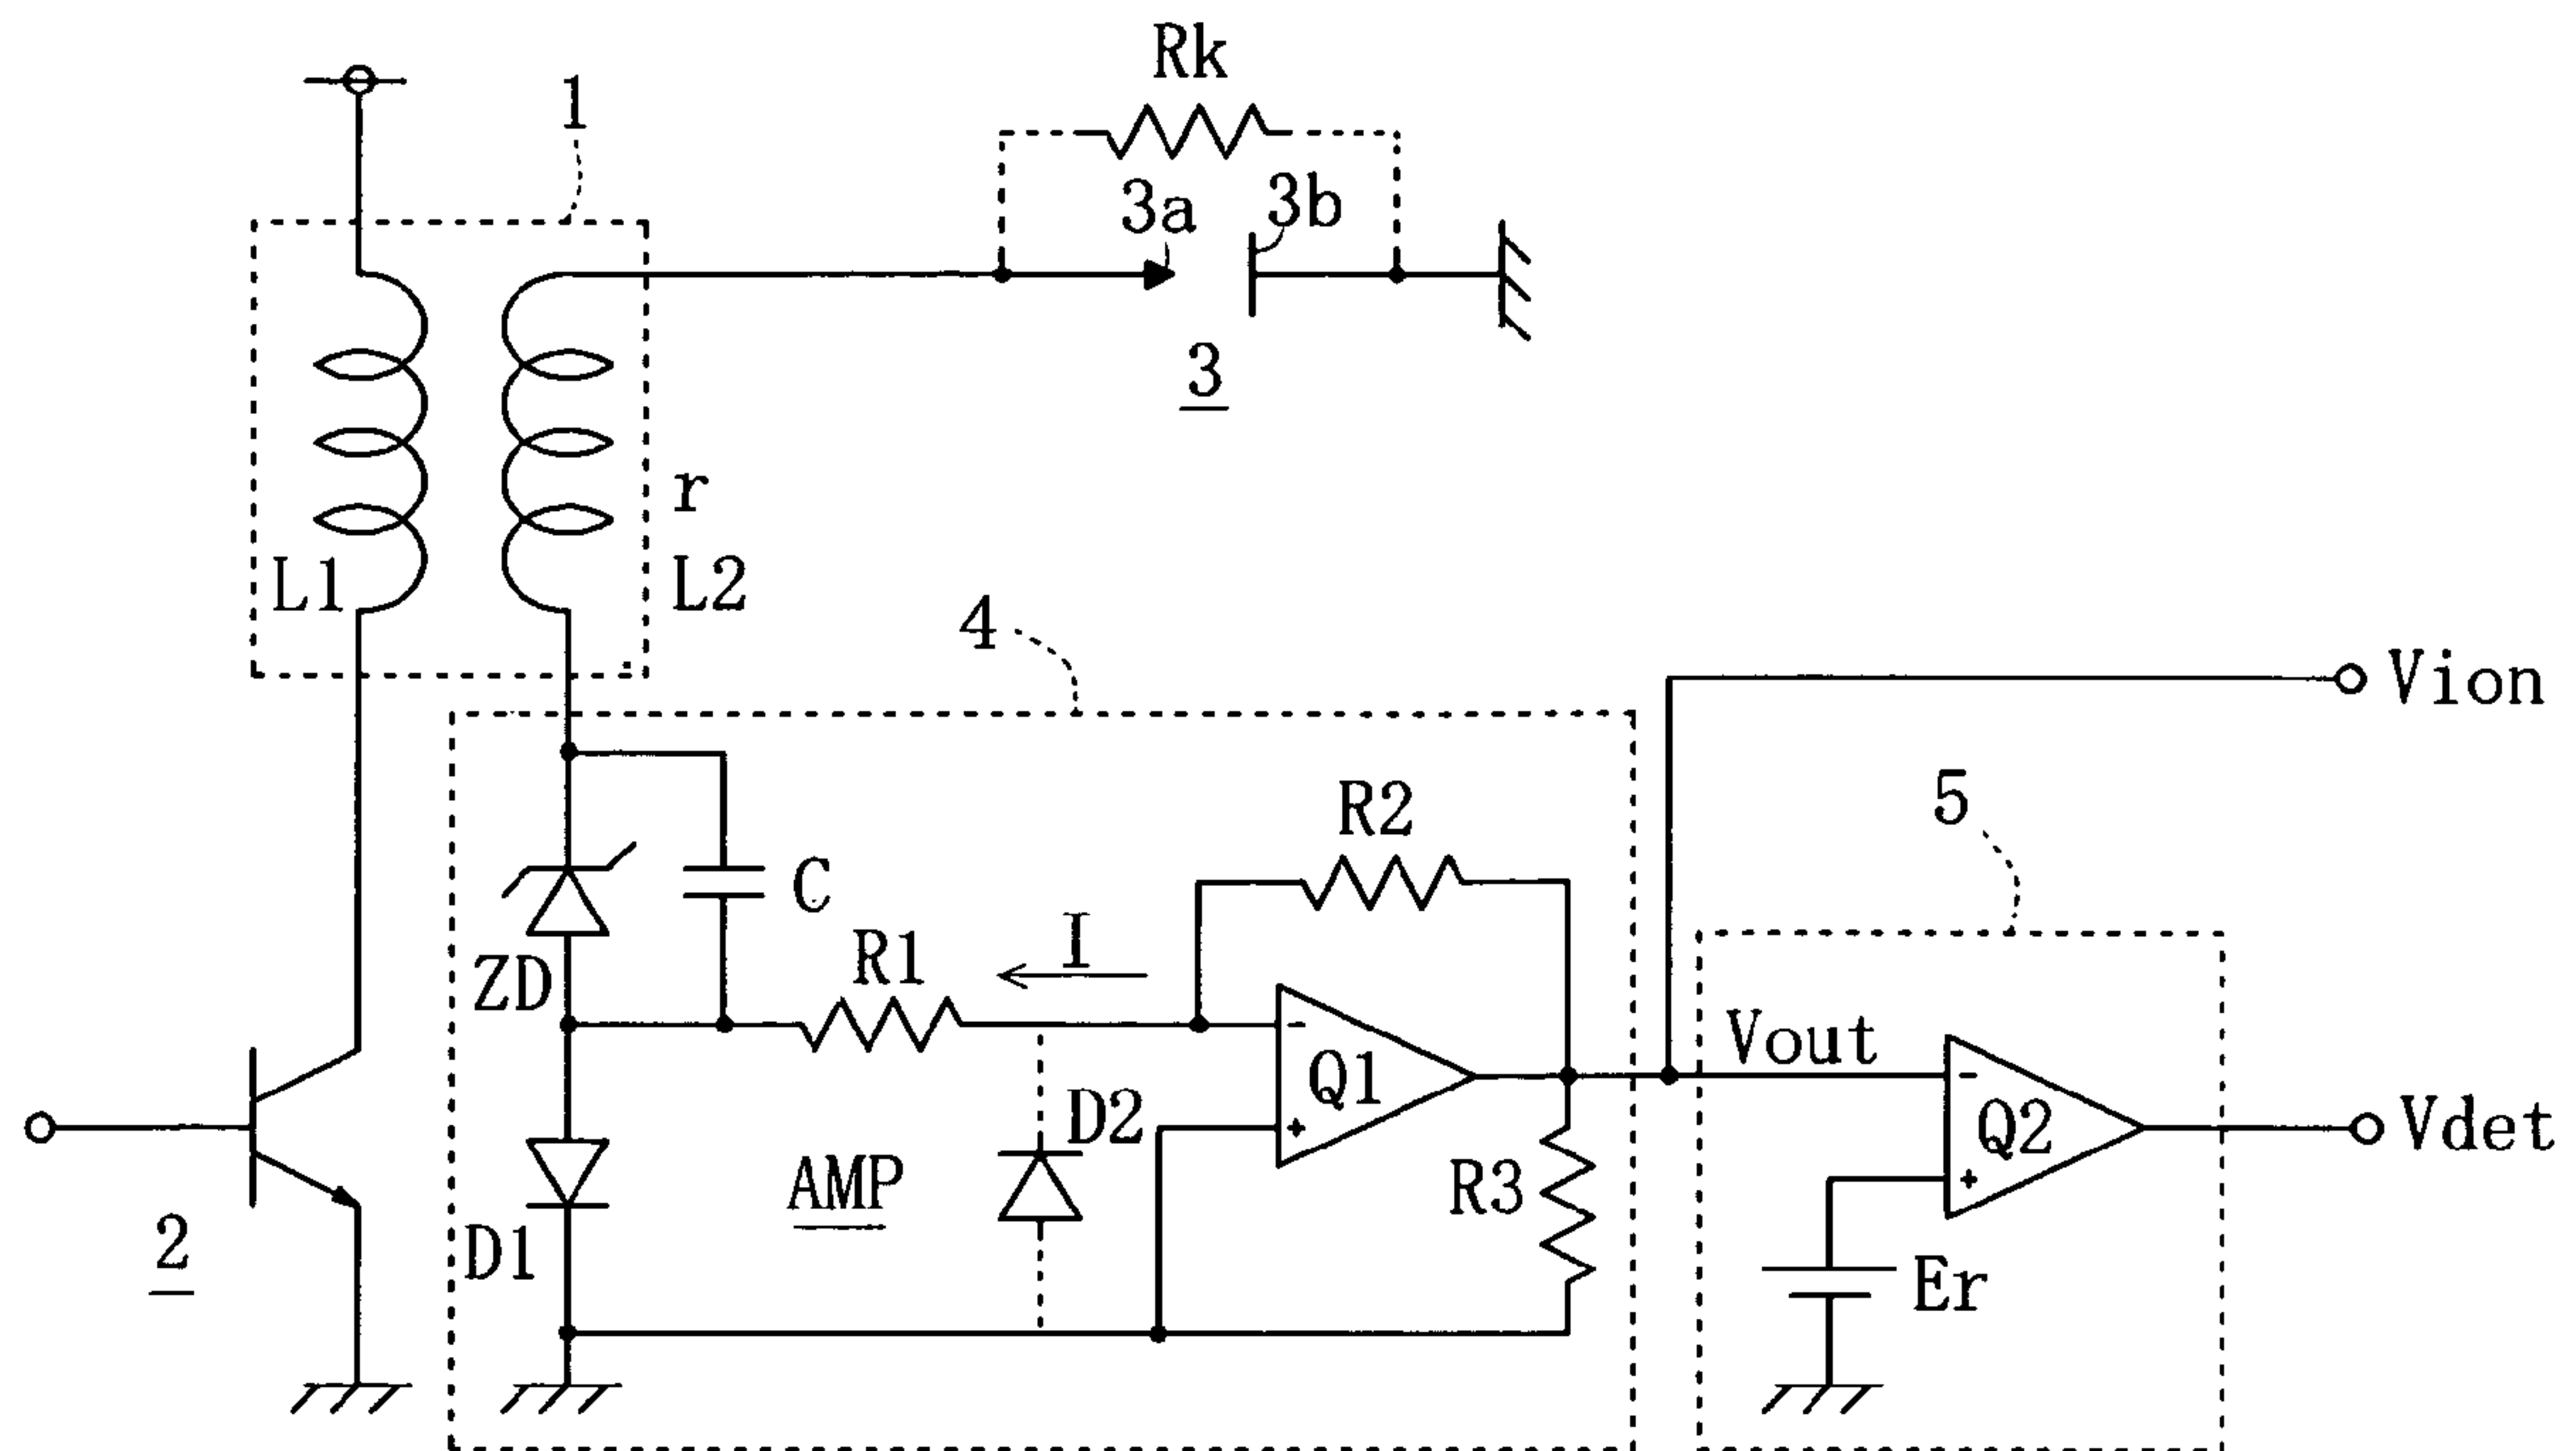 Rk
1
3a
3b
3
r
L1
L2
4
Vion
5
R2
C
I
R1
ZD
-
Q1
+
Vout
-
Q2
+
Vdet
D2
AMP
R3
2
D1
Er